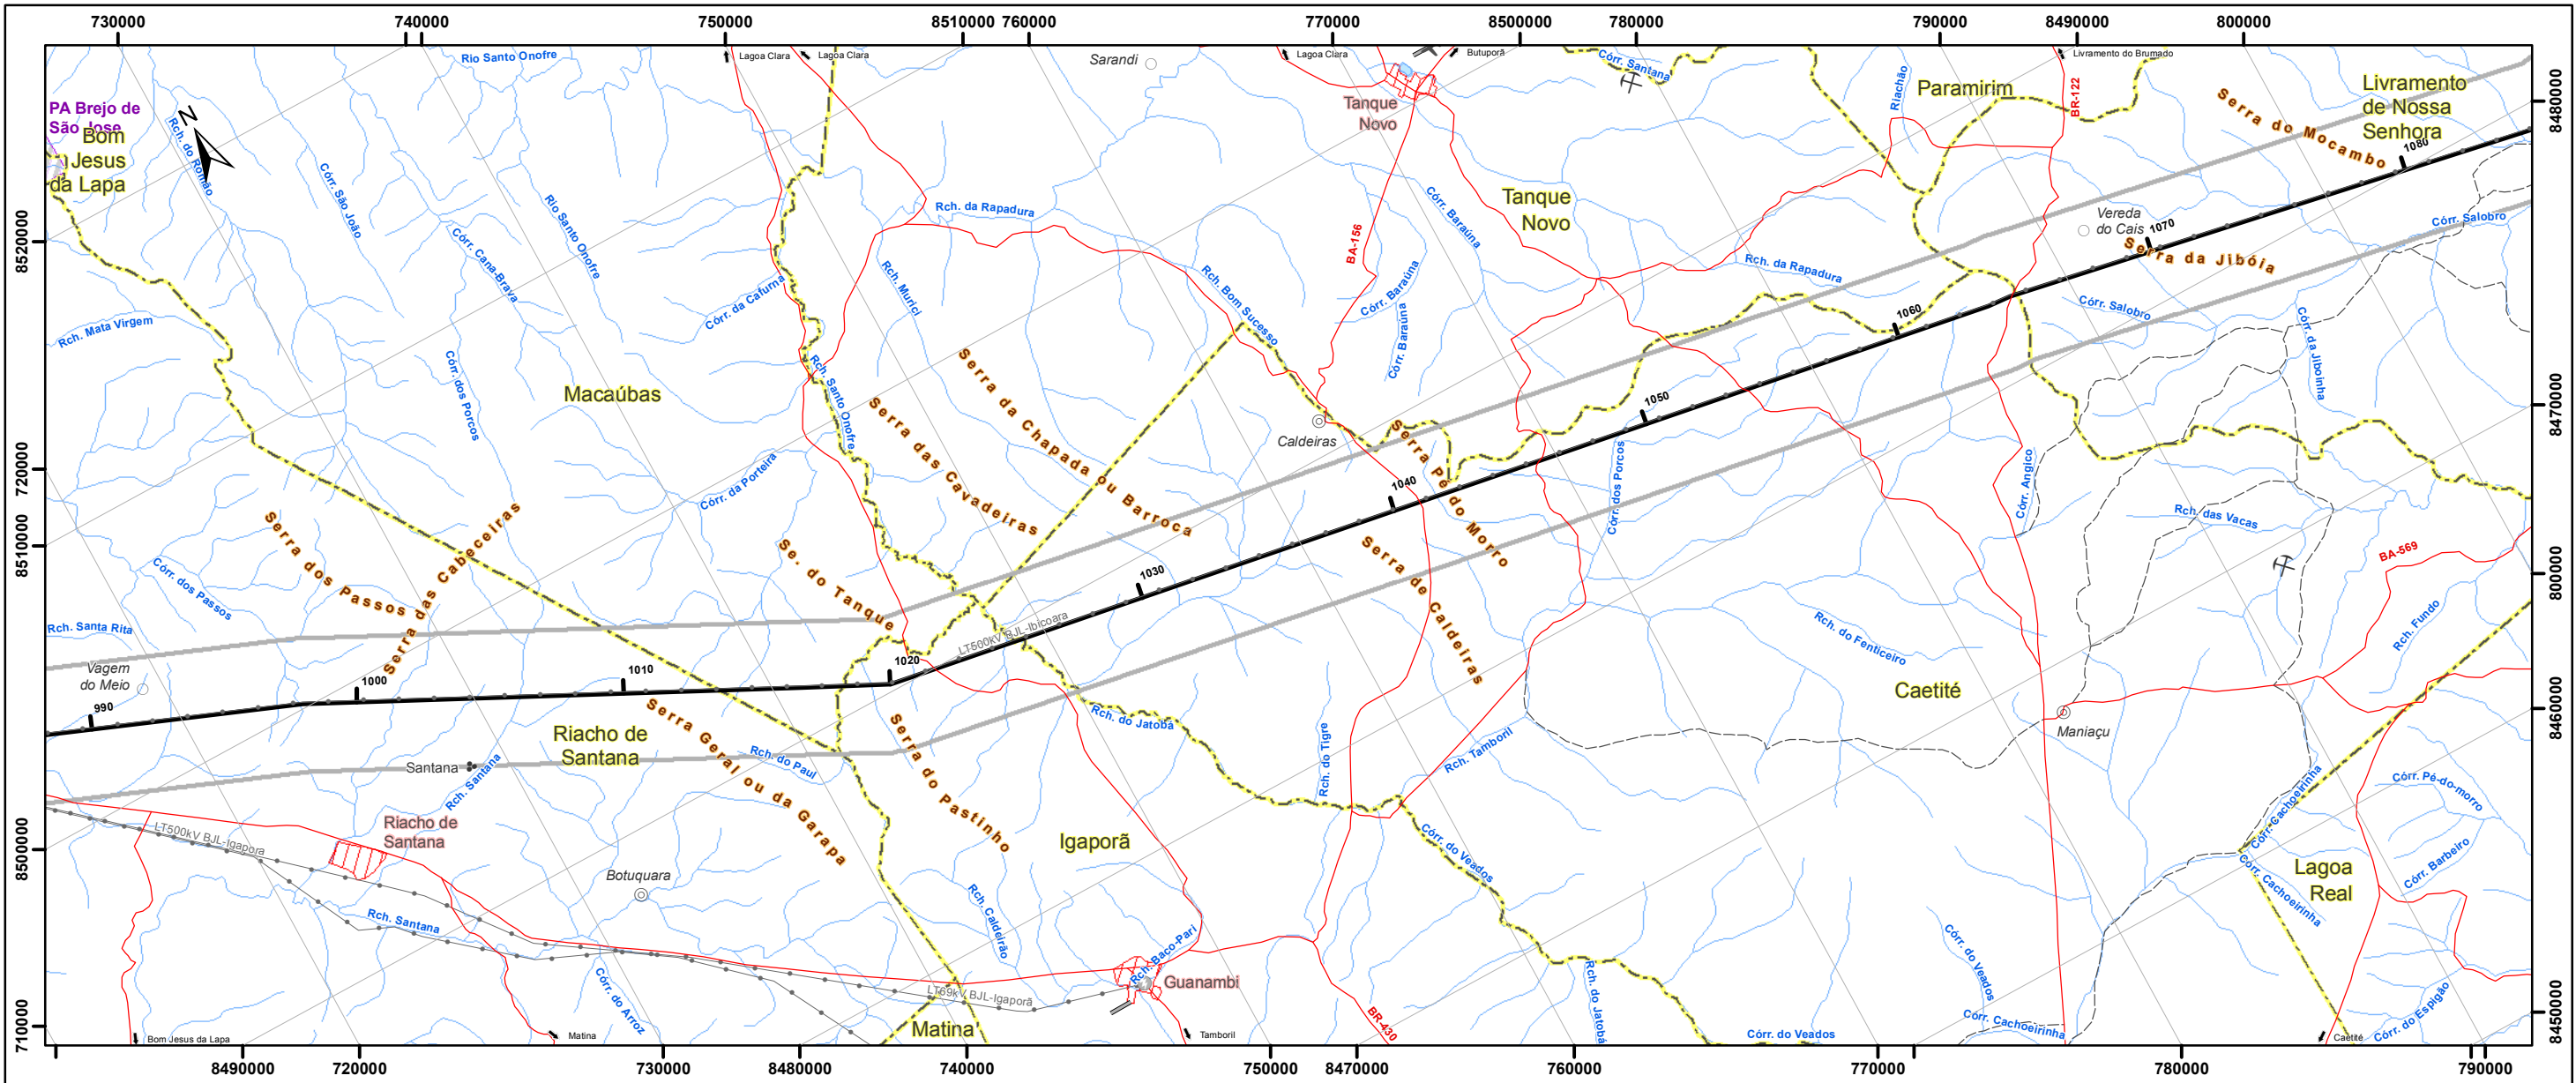 730000
740000
750000
8510000
760000
770000
8500000
780000
790000
8490000
800000
Rio Santo Onofre
Lagoa Clara
Lagoa Clara
Sarandi
Lagoa Clara
Butuporã
Córr. Santana
Riachão
Livramento do Brumado
BR-122
Paramirim
Livramento
de Nossa
Senhora
Serra do Mocambo
8480000
PA Brejo de
São Jose
Bom
Jesus
da Lapa
N
Rch. do Romão
Córr. São João
Tanque
Novo
1080
8520000
Rio Santo Onofre
Córr. Cana-Brava
Rch. da Rapadura
Córr. Baraúna
Tanque
Novo
BA-156
Vereda
do Cais
1070
Serra da Jibóia
Córr. Salobro
Rch. Mata Virgem
Córr. da Cafurna
Rch. Muriçi
Rch. Bom Sucesso
Córr. Baraúna
Córr. Baraúna
Rch. da Rapadura
1060
Córr. Salobro
Córr. da Jiboinha
Córr. dos Porcos
Macaúbas
Rch. Santo Onofre
Serra da Chapada ou Barroca
Serra das Cavadeiras
Caldeiras
Serra Pé do Morro
1050
8470000
7220000
Córr. da Porteira
1040
Córr. dos Porcos
Córr. Angico
Rch. das Vacas
8510000
Serra dos Passos
Serra das Cabeceiras
Se. do Tanque
1030
Serra de Caldeiras
BA-569
800000
Córr. dos Passos
Rch. Santa Rita
LT500kV BJL-Ibicoara
Rch. do Fenticeiro
Rch. Fundo
Vagem
do Meio
990
1000
1010
1020
Caetité
8460000
Serra Geral ou da Garapa
Serra do Pastinho
Rch. do Jatobá
Riacho de
Santana
Rch. do Paul
Rch. do Tigre
Rch. Tamboril
Maniaçu
Santana
Rch. Santana
Córr. Pé-do-morro
Córr. Cachoeirinha
8500000
LT500kV BJL-Igapora
Riacho de
Santana
Igaporã
Córr. do Veados
Lagoa
Real
Córr. Barbeiro
Córr. Cachoeirinha
Botuquara
Rch. Santana
Rch. Caldeirão
Rch. Baco-Pari
Guanambi
LT69kV BJL-Igaporã
Córr. do Arroz
Córr. do Veados
Rch. do Jatobá
Córr. do Espigão
7100000
Matina
BR-430
Córr. Cachoeirinha
8450000
Bom Jesus da Lapa
Matina
Tamboril
Córr. do Veados
Caetité
8490000
720000
730000
8480000
740000
750000
8470000
760000
770000
780000
790000